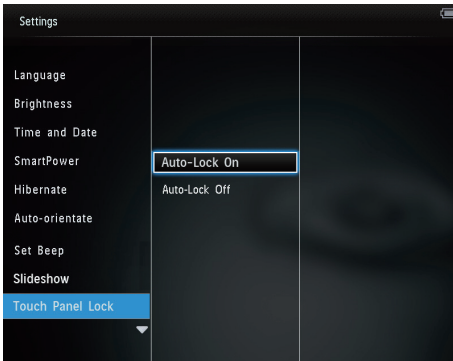 Settings
Language
Brightness
Time and Date
SmartPower
Hibernate
Auto-orientate
Set Beep
Slideshow
Touch Panel Lock
Auto-Lock On
Auto-Lock Off